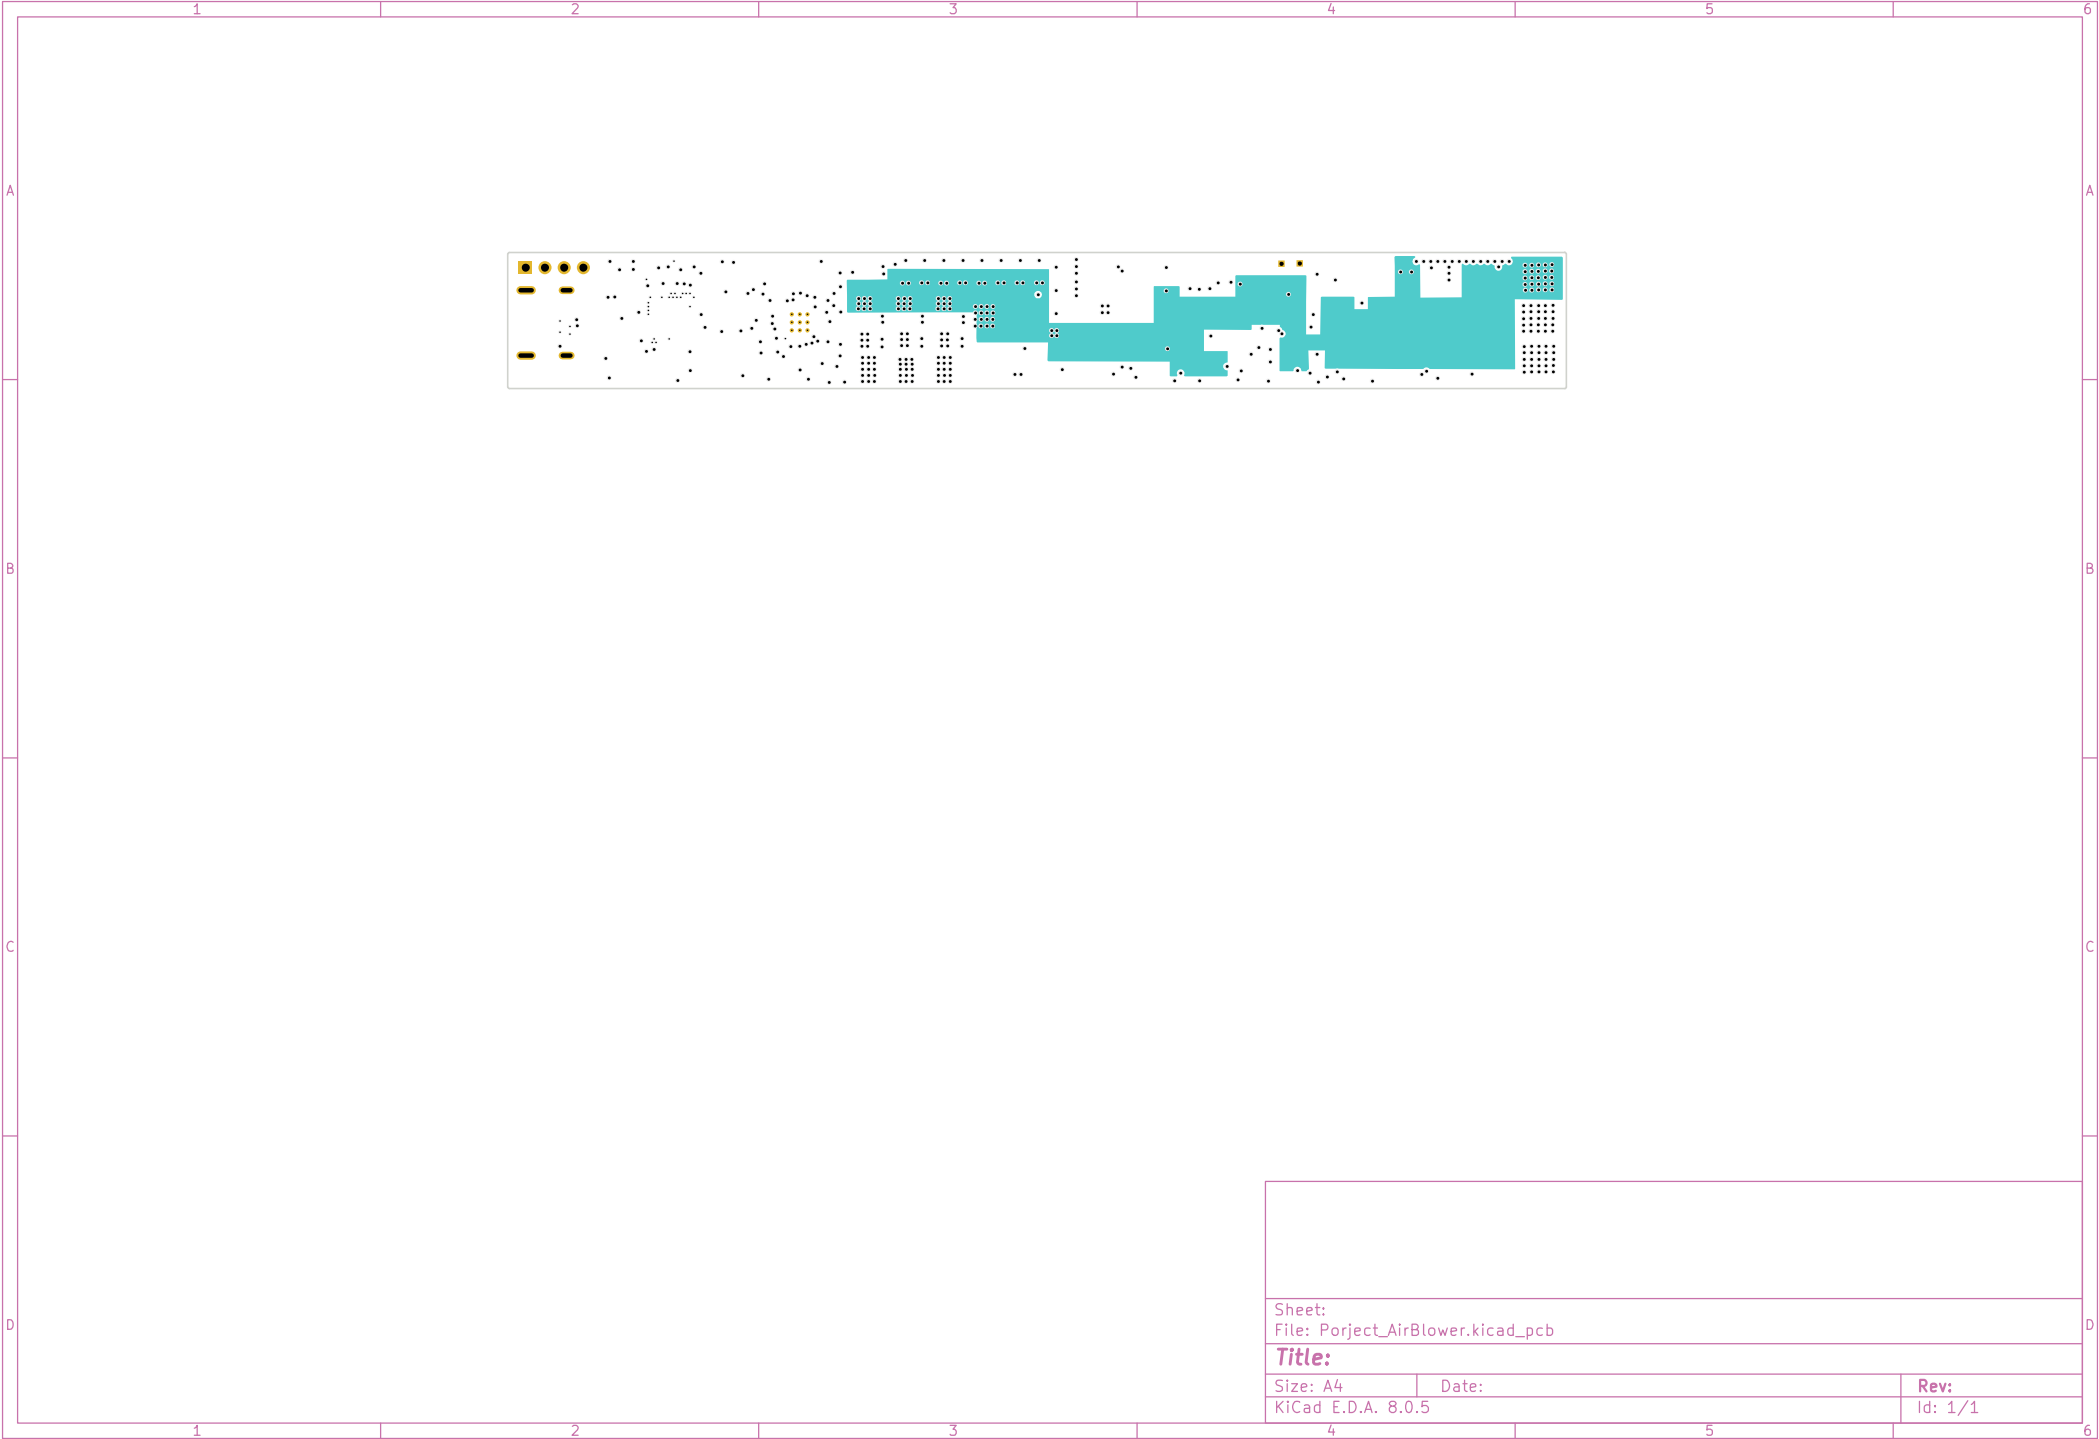 1 2 3 4 5 6
A A
B B
C C
D D
Sheet:
File: Porject_AirBlower.kicad_pcb
Title:
Size: A4 Date: Rev:
KiCad E.D.A. 8.0.5 Id: 1/1
1 2 3 4 5 6